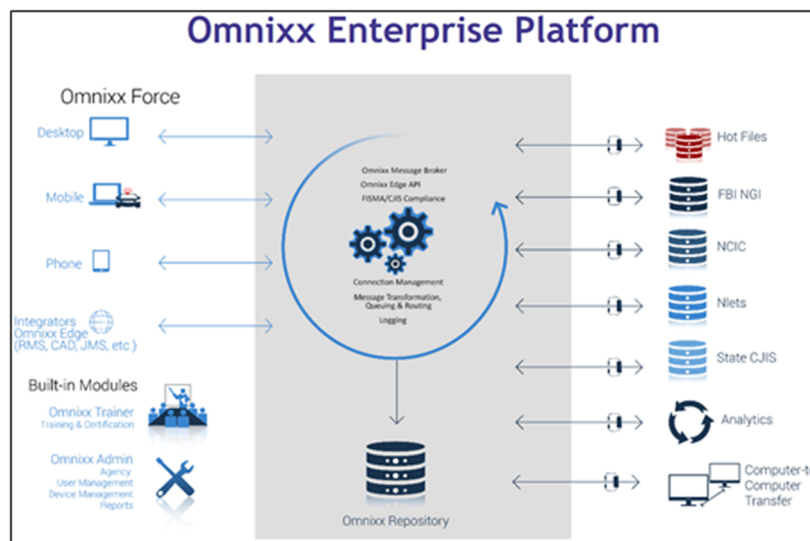 Omnixx Enterprise Platform
Omnixx Force
Desktop
Mobile
Phone
Integrators
Omnixx Edge
(RMS, CAD, JMS, etc.)
Built-in Modules
Omnixx Trainer
Training & Certification
Omnixx Admin
Agency
User Management
Device Management
Reports
Omnixx Message Broker
Omnixx Edge API
FISMA/CJIS Compliance
Connection Management
Message Transformation,
Queuing & Routing
Logging
Omnixx Repository
Hot Files
FBI NGI
NCIC
Nlets
State CJIS
Analytics
Computer-to
Computer
Transfer